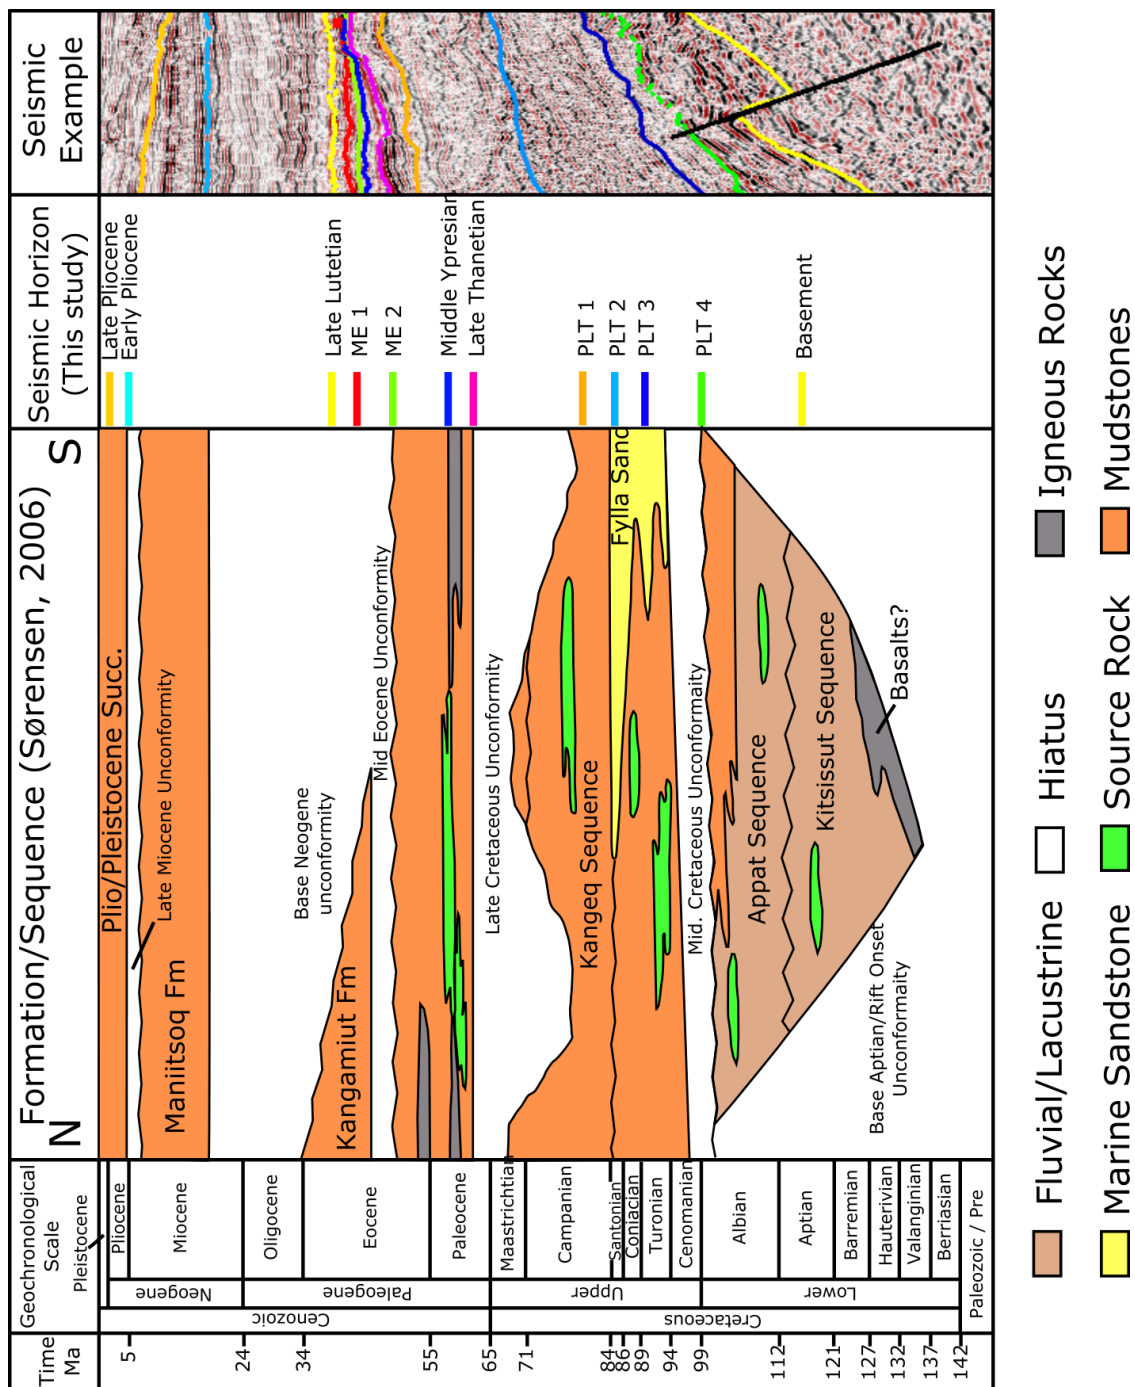 Time
Ma
5
24
34
55
65
71
84
86
89
94
99
112
121
127
132
137
142
Geochronological
Scale
Pleistocene
Cenozoic
Cretaceous
Neogene
Paleogene
Upper
Lower
Pliocene
Miocene
Oligocene
Eocene
Paleocene
Maastrichtian
Campanian
Santonian
Coniacian
Turonian
Cenomanian
Albian
Aptian
Barremian
Hauterivian
Valanginian
Berriasian
Paleozoic / Pre
Formation/Sequence (Sørensen, 2006)
N
S
Plio/Pleistocene Succ.
Late Miocene Unconformity
Maniitsoq Fm
Base Neogene
unconformity
Kangamiut Fm
Mid Eocene Unconformity
Late Cretaceous Unconformity
Kangeq Sequence
Fylla Sand
Mid. Cretaceous Unconformaity
Appat Sequence
Kitsissut Sequence
Basalts?
Base Aptian/Rift Onset
Unconformaity
Seismic Horizon
(This study)
Late Pliocene
Early Pliocene
Late Lutetian
ME 1
ME 2
Middle Ypresian
Late Thanetian
PLT 1
PLT 2
PLT 3
PLT 4
Basement
Seismic
Example
Fluvial/Lacustrine
Hiatus
Igneous Rocks
Marine Sandstone
Source Rock
Mudstones